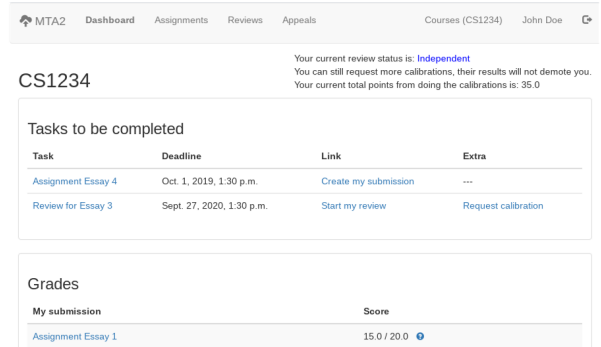 MTA2 Dashboard Assignments Reviews Appeals Courses (CS1234) John Doe
Your current review status is: Independent
You can still request more calibrations, their results will not demote you.
Your current total points from doing the calibrations is: 35.0
CS1234
Tasks to be completed
Task Deadline Link Extra
Assignment Essay 4 Oct. 1, 2019, 1:30 p.m. Create my submission ---
Review for Essay 3 Sept. 27, 2020, 1:30 p.m. Start my review Request calibration
Grades
My submission Score
Assignment Essay 1 15.0 / 20.0 ?